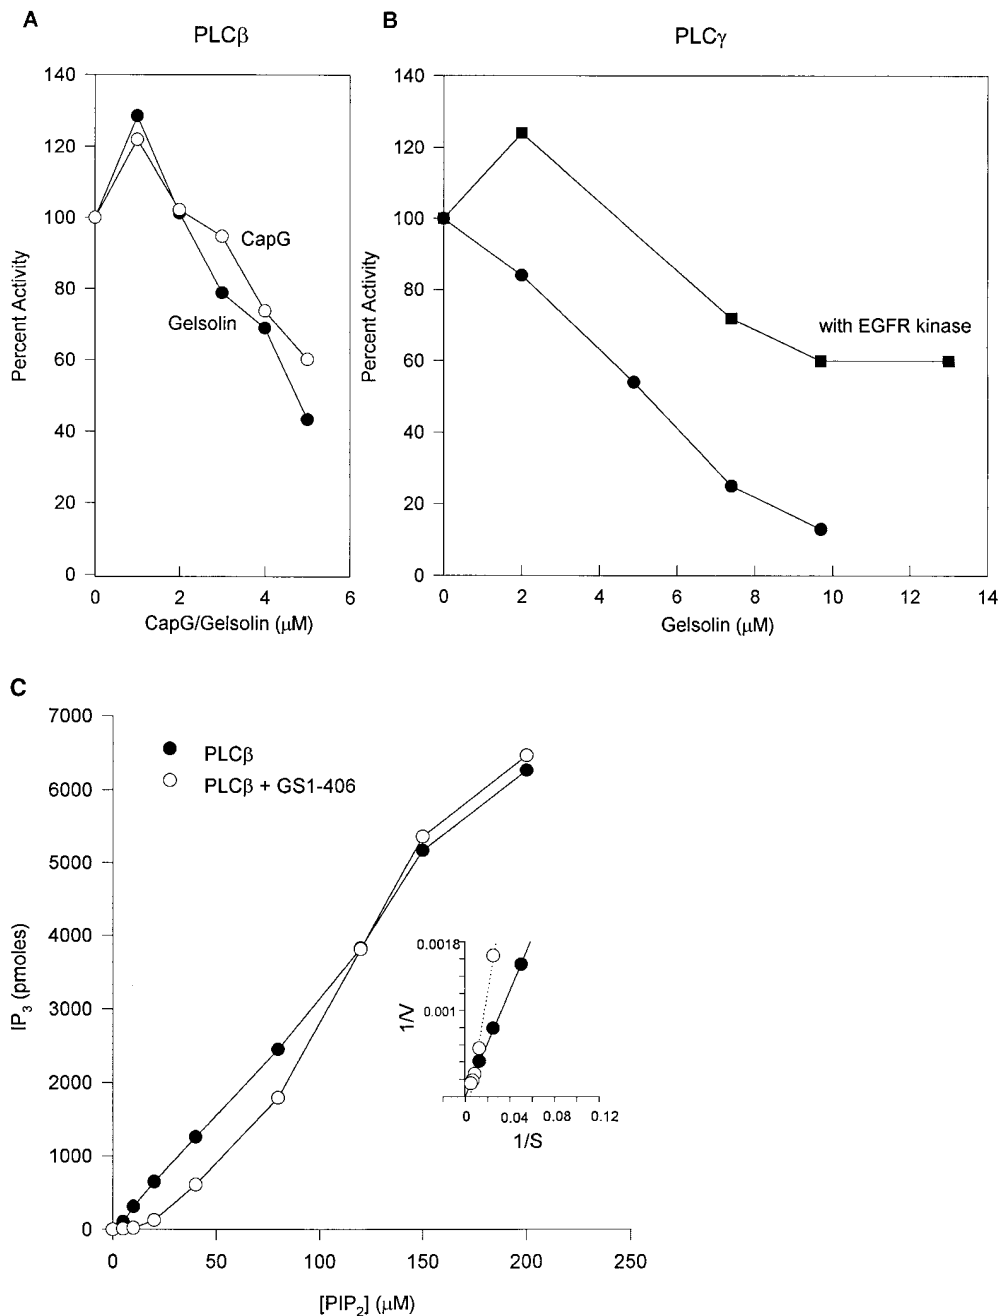 A
PLCβ
B
PLCγ
140
120
100
80
60
40
20
0
Percent Activity
CapG
Gelsolin
0 2 4 6
CapG/Gelsolin (μM)
140
120
100
80
60
40
20
0
Percent Activity
with EGFR kinase
0 2 4 6 8 10 12 14
Gelsolin (μM)
C
7000
6000
5000
4000
3000
2000
1000
0
IP3 (pmoles)
PLCβ
PLCβ + GS1-406
0.0018
0.001
1/V
0 0.04 0.08 0.12
1/S
0 50 100 150 200 250
[PIP2] (μM)